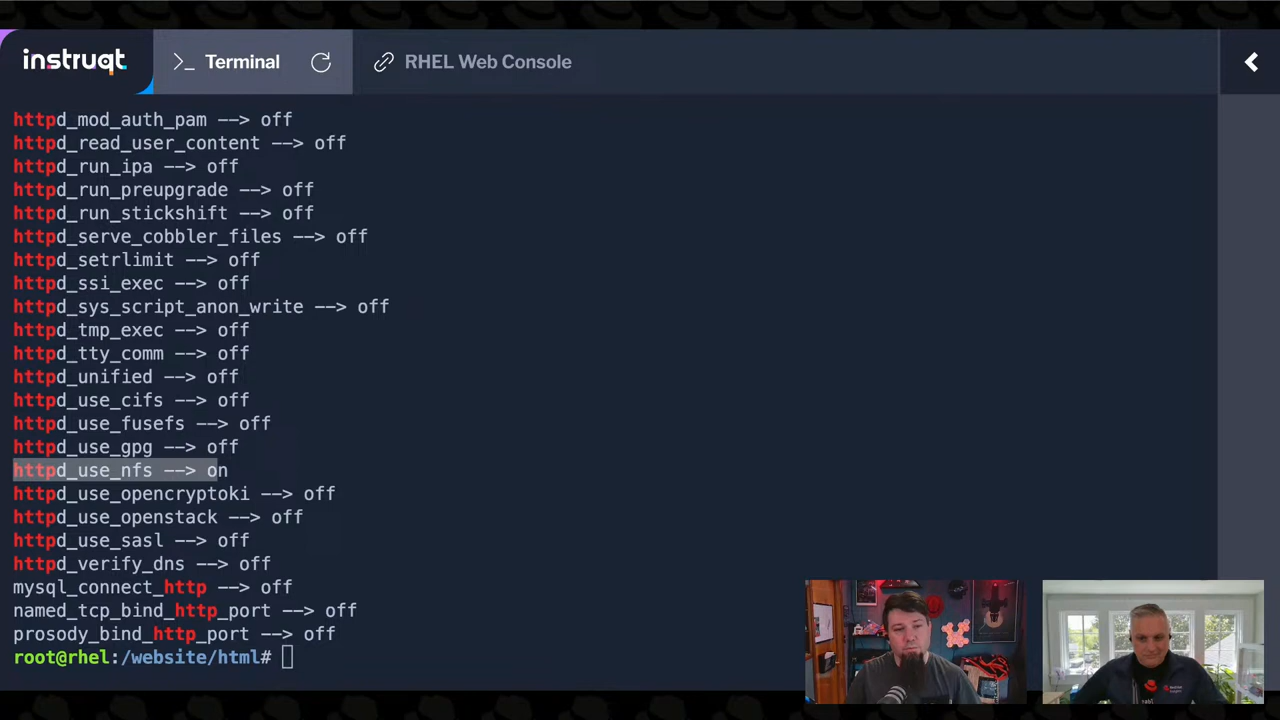 instruqt
>_ Terminal
RHEL Web Console
httpd_mod_auth_pam --> off
httpd_read_user_content --> off
httpd_run_ipa --> off
httpd_run_preupgrade --> off
httpd_run_stickshift --> off
httpd_serve_cobbler_files --> off
httpd_setrlimit --> off
httpd_ssi_exec --> off
httpd_sys_script_anon_write --> off
httpd_tmp_exec --> off
httpd_tty_comm --> off
httpd_unified --> off
httpd_use_cifs --> off
httpd_use_fusefs --> off
httpd_use_gpg --> off
httpd_use_nfs --> on
httpd_use_opencryptoki --> off
httpd_use_openstack --> off
httpd_use_sasl --> off
httpd_verify_dns --> off
mysql_connect_http --> off
named_tcp_bind_http_port --> off
prosody_bind_http_port --> off
root@rhel:/website/html#